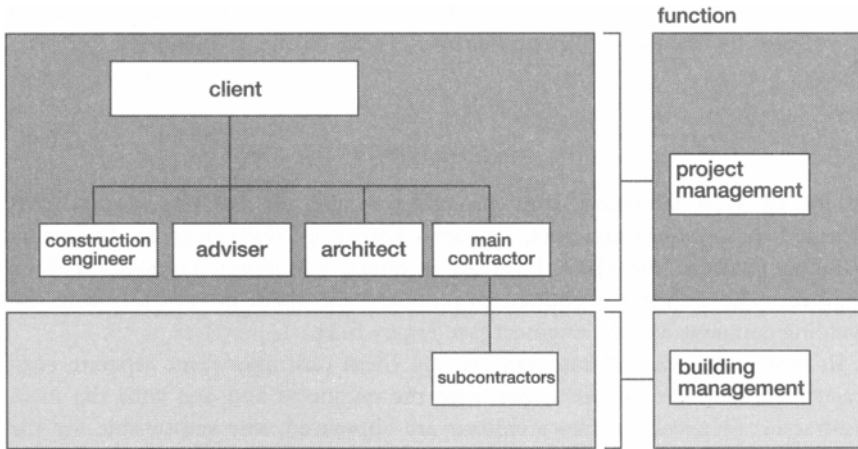 function
client
project
management
construction
engineer
adviser
architect
main
contractor
subcontractors
building
management